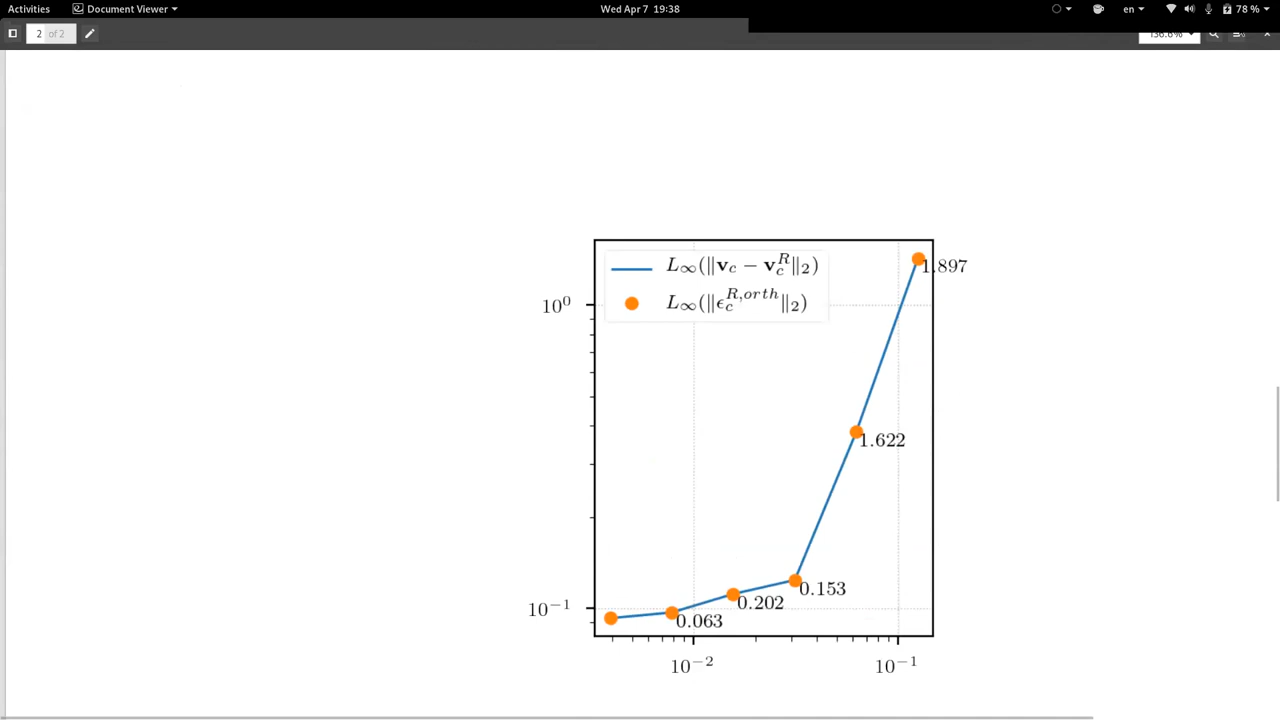 Activities Document Viewer Wed Apr 7 19:38 en 78 %
2 of 2
L∞(‖v_c − v_c^R‖₂)
L∞(‖ϵ_c^{R,orth}‖₂)
1.897
10⁰
1.622
0.153
0.202
10⁻¹
0.063
10⁻² 10⁻¹